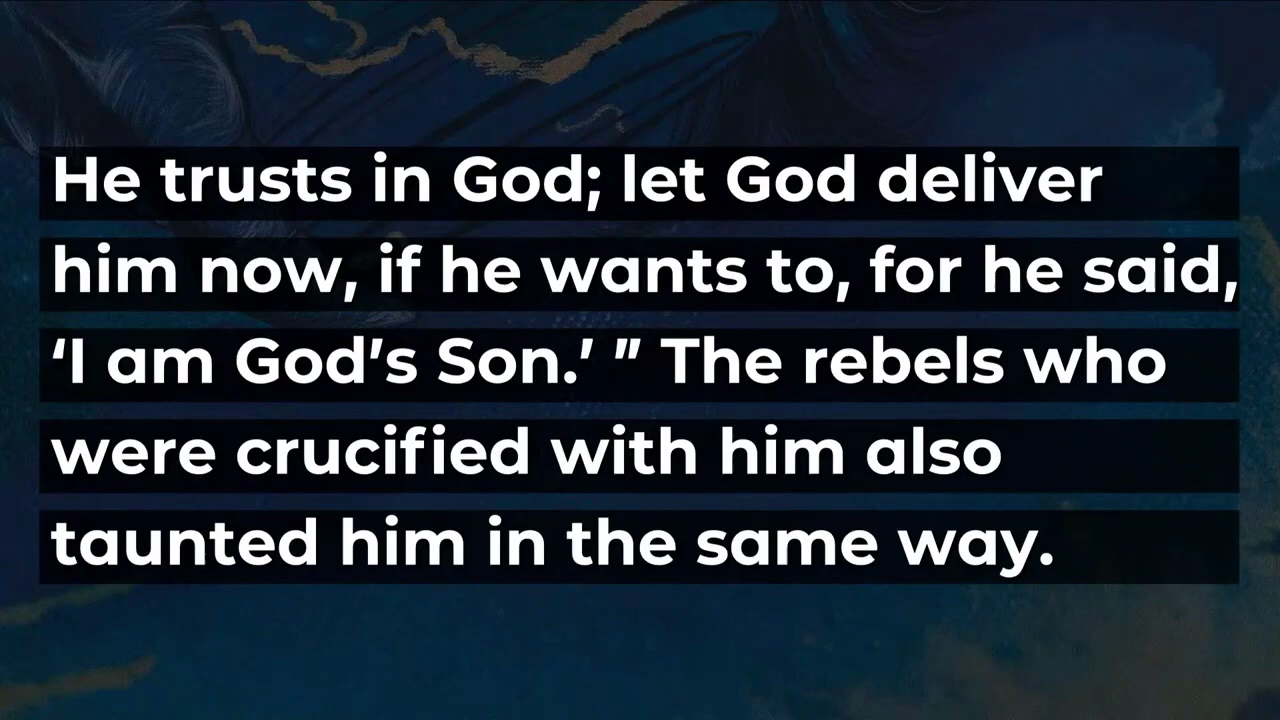 He trusts in God; let God deliver
him now, if he wants to, for he said,
‘I am God’s Son.’ ” The rebels who
were crucified with him also
taunted him in the same way.